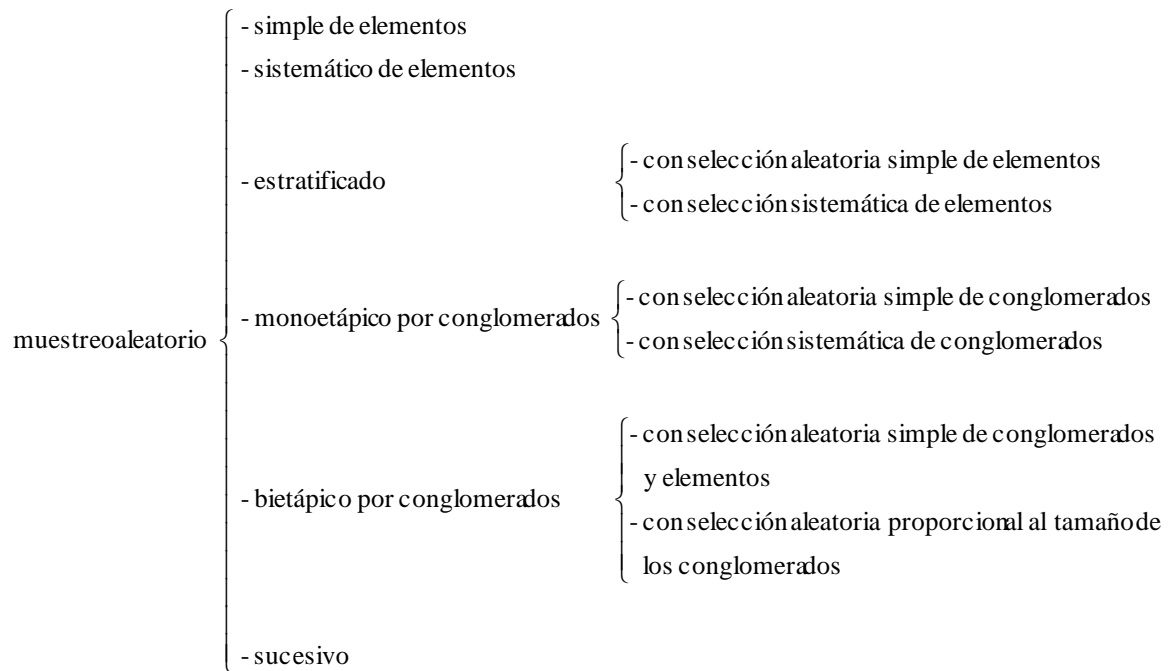 - simple de elementos
- sistemático de elementos
- con selección aleatoria simple de elementos
- estratificado
- con selección sistemática de elementos
- con selección aleatoria simple de conglomerados
- monoetápico por conglomerados
muestreo aleatorio
- con selección sistemática de conglomerados
- con selección aleatoria simple de conglomerados
y elementos
- bietápico por conglomerados
- con selección aleatoria proporcional al tamaño de
los conglomerados
- sucesivo